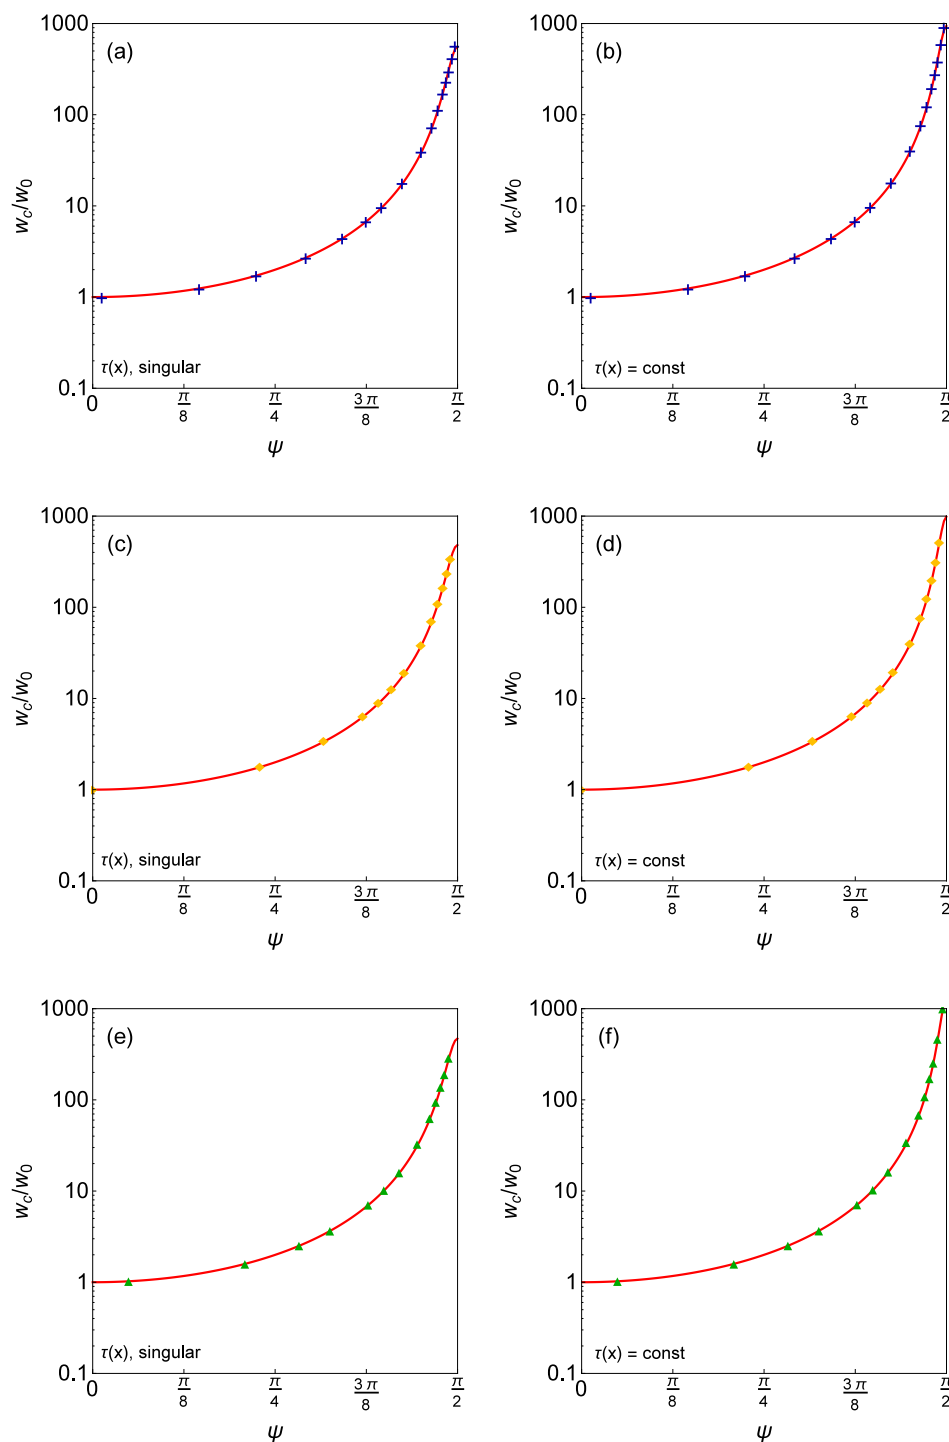 (a)
1000
100
10
1
0.1
w_c/w_0
τ(x), singular
0 π/8 π/4 3π/8 π/2
ψ
(b)
1000
100
10
1
0.1
w_c/w_0
τ(x) = const
0 π/8 π/4 3π/8 π/2
ψ
(c)
1000
100
10
1
0.1
w_c/w_0
τ(x), singular
0 π/8 π/4 3π/8 π/2
ψ
(d)
1000
100
10
1
0.1
w_c/w_0
τ(x) = const
0 π/8 π/4 3π/8 π/2
ψ
(e)
1000
100
10
1
0.1
w_c/w_0
τ(x), singular
0 π/8 π/4 3π/8 π/2
ψ
(f)
1000
100
10
1
0.1
w_c/w_0
τ(x) = const
0 π/8 π/4 3π/8 π/2
ψ